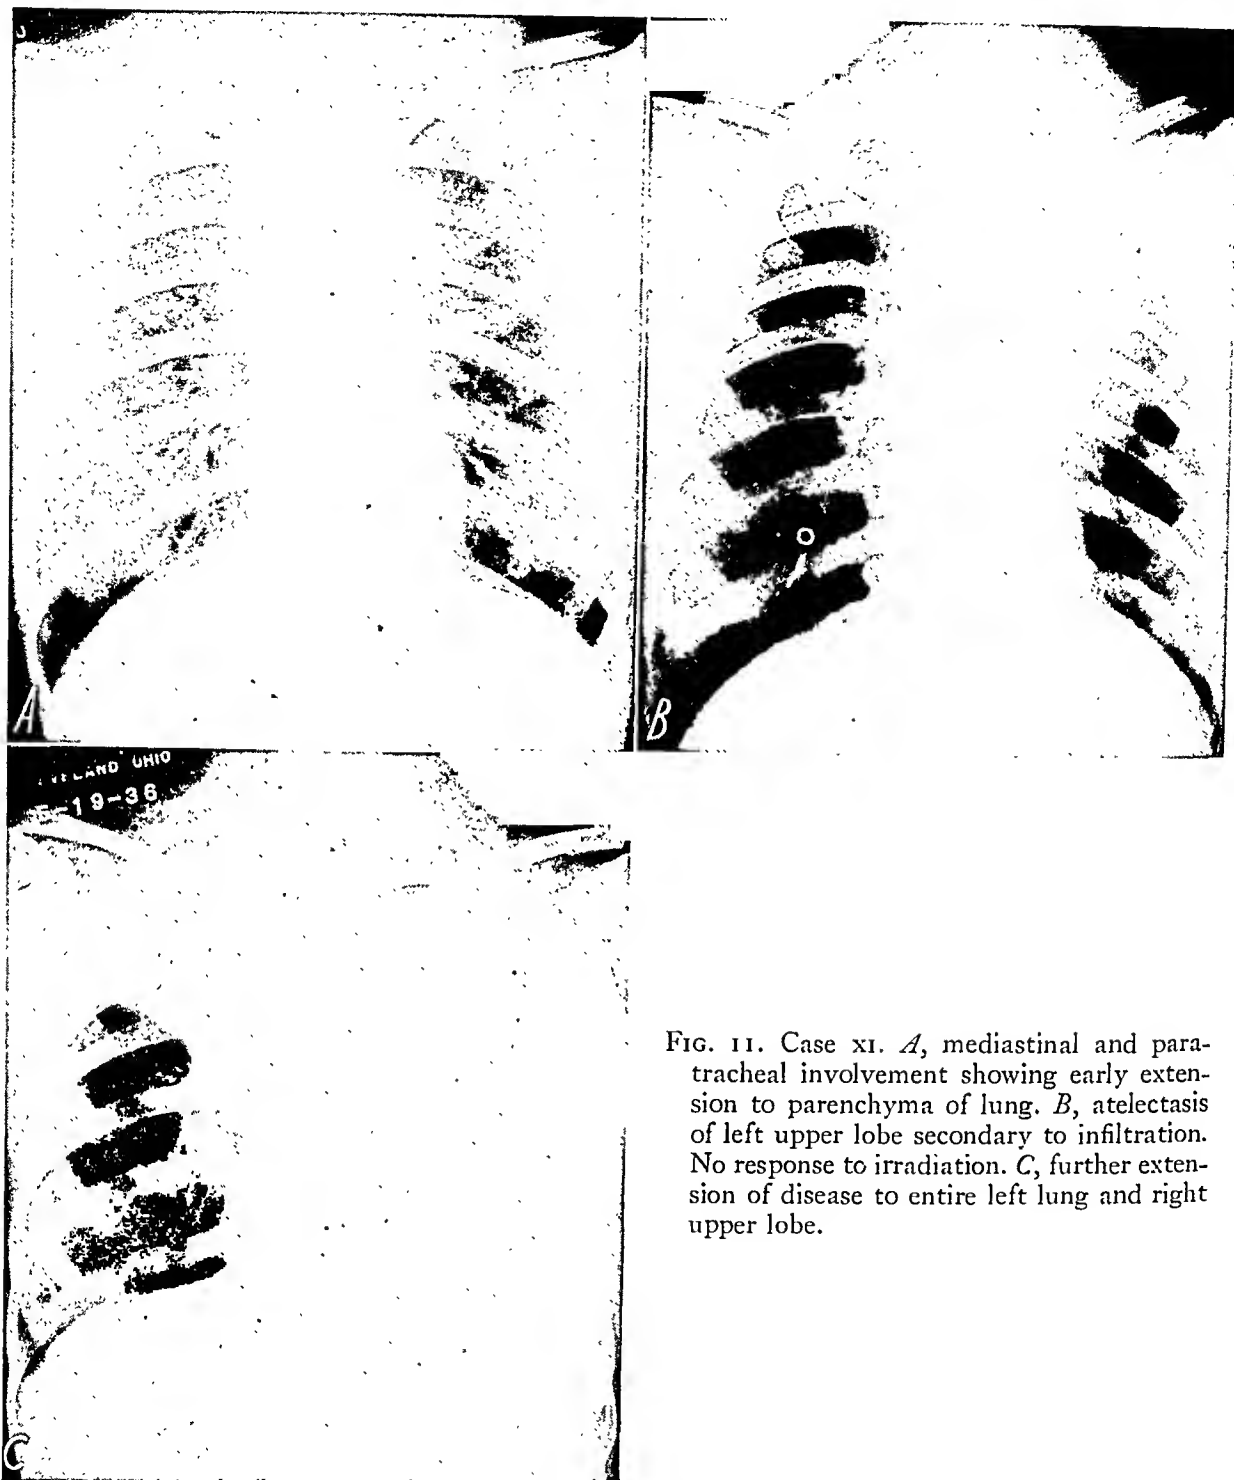 A
B
OHIO
19-36
C
FIG. 11. Case XI. A, mediastinal and para-
tracheal involvement showing early exten-
sion to parenchyma of lung. B, atelectasis
of left upper lobe secondary to infiltration.
No response to irradiation. C, further exten-
sion of disease to entire left lung and right
upper lobe.